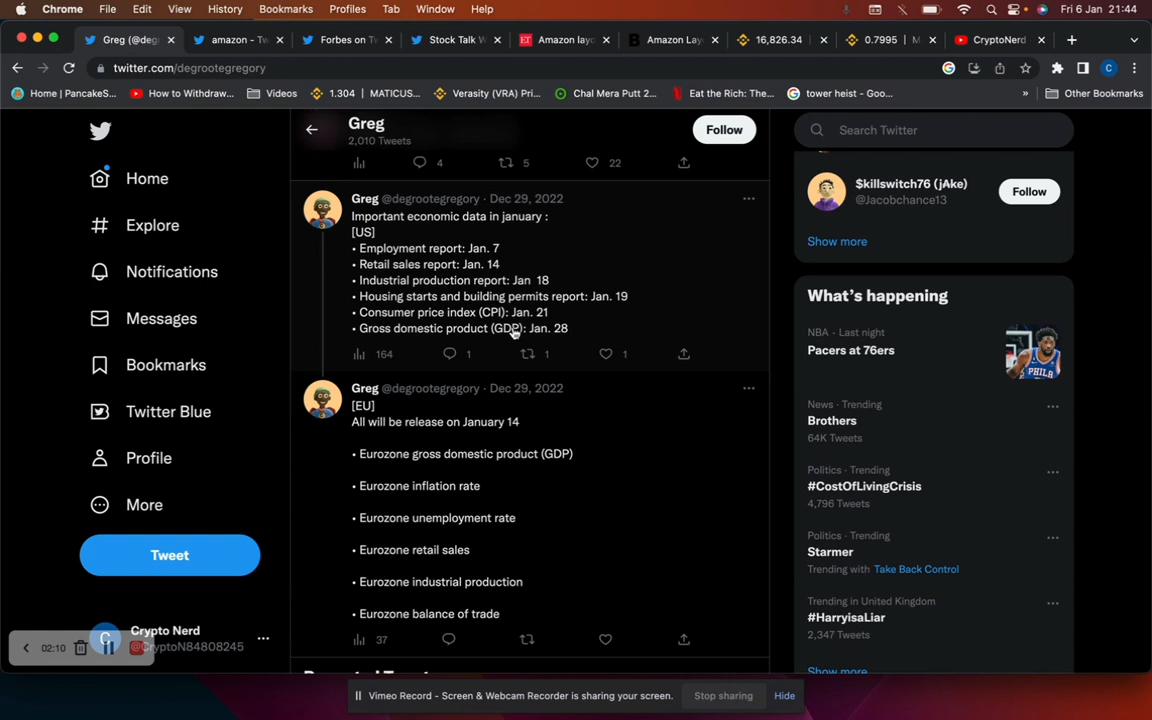 Chrome File Edit View History Bookmarks Profiles Tab Window Help Fri 6 Jan 21:44
Greg (@deg amazon - Tw Forbes on Tw Stock Talk W Amazon layo Amazon Lay 16,826.34 0.7995 | M CryptoNerd
twitter.com/degrootegregory
Home | PancakeS... How to Withdraw... Videos 1.304 | MATICUS... Verasity (VRA) Pri... Chal Mera Putt 2... Eat the Rich: The... tower heist - Goo... » Other Bookmarks
Greg
2,010 Tweets
Follow
4 5 22
Greg @degrootegregory · Dec 29, 2022
Important economic data in january :
[US]
• Employment report: Jan. 7
• Retail sales report: Jan. 14
• Industrial production report: Jan 18
• Housing starts and building permits report: Jan. 19
• Consumer price index (CPI): Jan. 21
• Gross domestic product (GDP): Jan. 28
164 1 1 1
Greg @degrootegregory · Dec 29, 2022
[EU]
All will be release on January 14
• Eurozone gross domestic product (GDP)
• Eurozone inflation rate
• Eurozone unemployment rate
• Eurozone retail sales
• Eurozone industrial production
• Eurozone balance of trade
37
Home
Explore
Notifications
Messages
Bookmarks
Twitter Blue
Profile
More
Tweet
Crypto Nerd
@CryptoN84808245
02:10
Search Twitter
$killswitch76 (jAke)
@Jacobchance13
Follow
Show more
What's happening
NBA · Last night
Pacers at 76ers
News · Trending
Brothers
64K Tweets
Politics · Trending
#CostOfLivingCrisis
4,796 Tweets
Politics · Trending
Starmer
Trending with Take Back Control
Trending in United Kingdom
#HarryisaLiar
2,347 Tweets
Show more
Vimeo Record - Screen & Webcam Recorder is sharing your screen. Stop sharing Hide